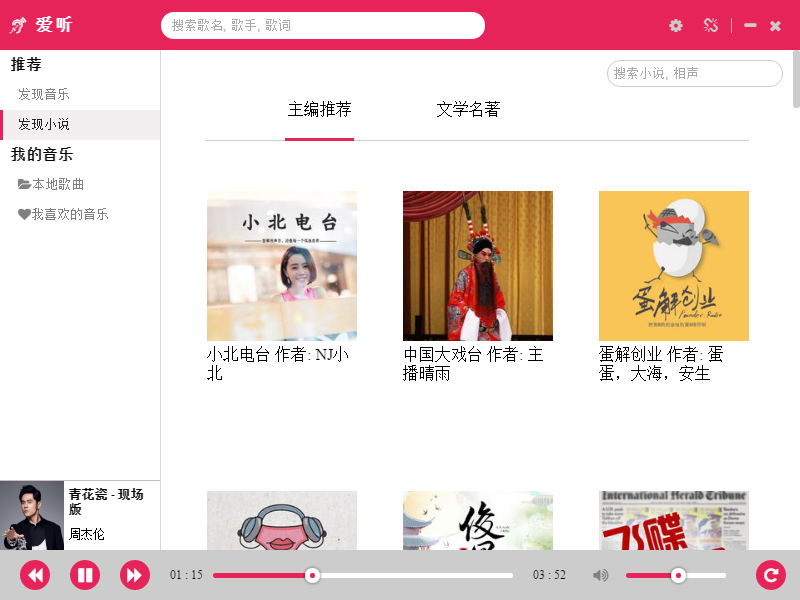 爱听
搜索歌名, 歌手, 歌词
推荐
发现音乐
发现小说
我的音乐
本地歌曲
我喜欢的音乐
搜索小说, 相声
主编推荐
文学名著
小北电台
小北电台 作者: NJ小
北
中国大戏台 作者: 主
播晴雨
蛋解创业
Founder Radio
蛋解创业 作者: 蛋
蛋，大海，安生
International Herald Tribune
飞碟
青花瓷 - 现场
版
周杰伦
01 : 15
03 : 52